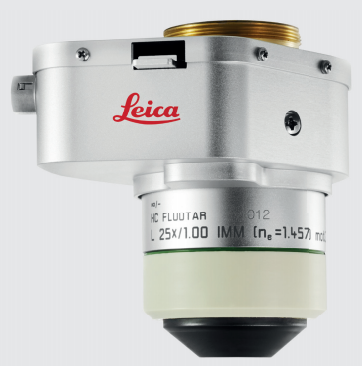 Leica
∞/-
HC FLUOTAR
L 25x/1.00 IMM (nₑ=1.457)